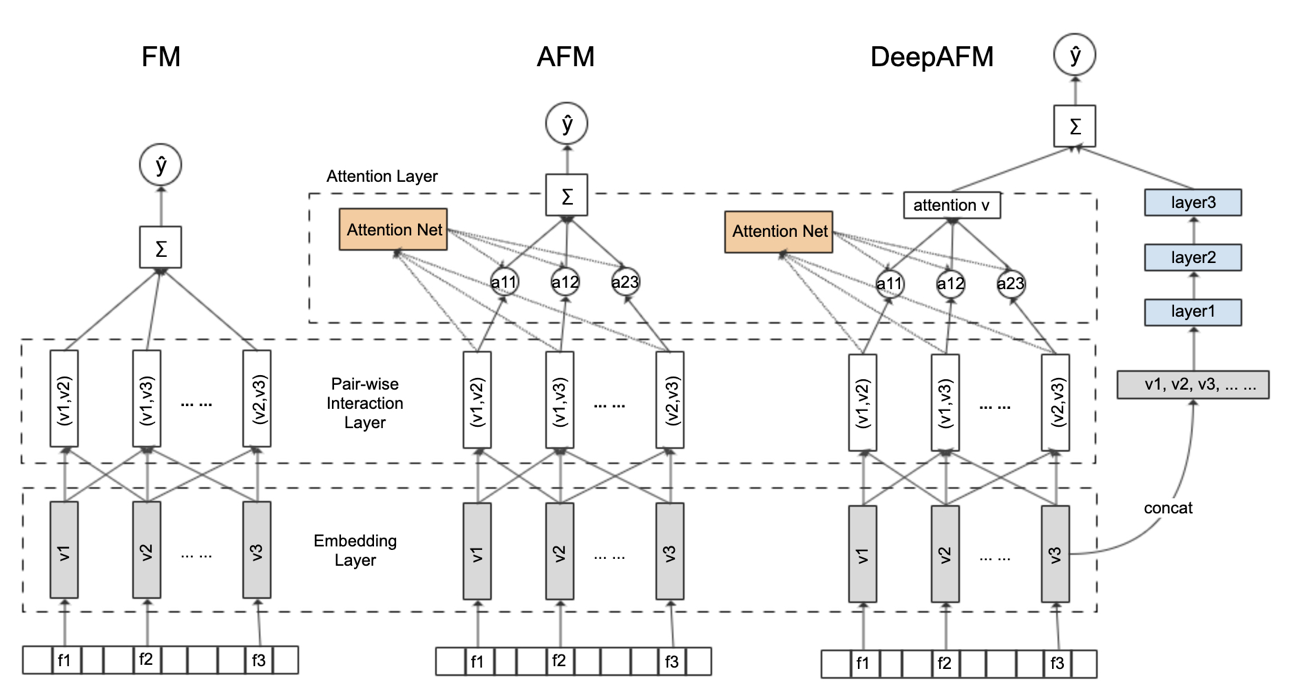 FM
AFM
DeepAFM
ŷ
ŷ
ŷ
Σ
Σ
Σ
Attention Layer
Attention Net
a11
a12
a23
Attention Net
attention v
a11
a12
a23
layer3
layer2
layer1
v1, v2, v3, ... ...
concat
(v1,v2)
(v1,v3)
... ...
(v2,v3)
Pair-wise
Interaction
Layer
(v1,v2)
(v1,v3)
... ...
(v2,v3)
(v1,v2)
(v1,v3)
... ...
(v2,v3)
v1
v2
... ...
v3
Embedding
Layer
v1
v2
... ...
v3
v1
v2
... ...
v3
f1
f2
f3
f1
f2
f3
f1
f2
f3